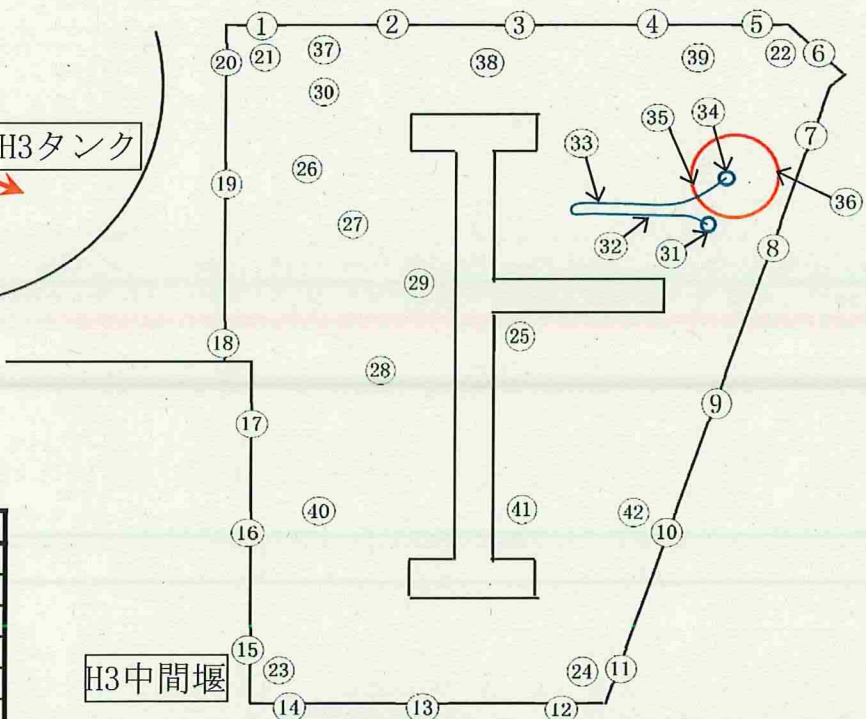 ① ② ③ ④ ⑤
⑳ ㉑ ㊲ ㊳ ㊴ ㉒ ⑥
㉚
H3タンク
㉟ ㉞ ⑦
㉝
⑲ ㉖ ㊱
㉗ ㉜ ㉛ ⑧
㉙
⑱ ㉕
㉘
⑰ ⑨
⑯ ㊵ ㊶ ㊷ ⑩
⑮ ㉓ ㉔ ⑪
H3中間堰
⑭ ⑬ ⑫